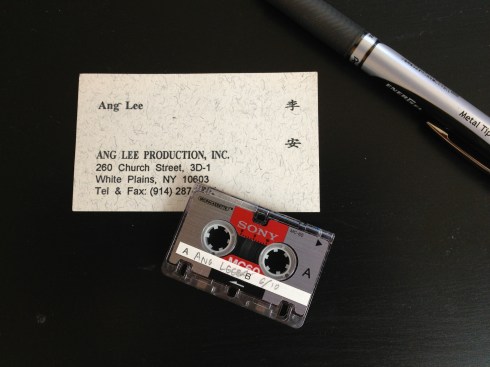 Ang Lee
李
安
ANG LEE PRODUCTION, INC.
260 Church Street, 3D-1
White Plains, NY 10603
Tel & Fax: (914) 287-
SONY
A ANG B 6/10
A
MC60
ENERGEL
Metal Tip